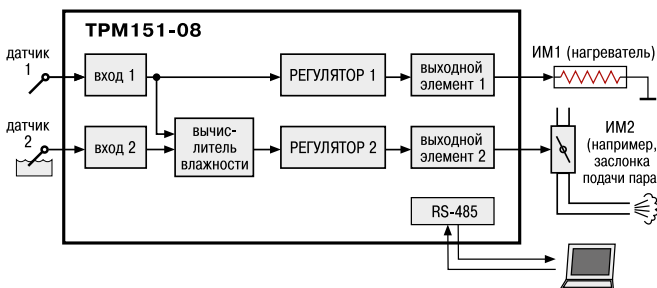 ТРМ151-08
датчик
1
вход 1
РЕГУЛЯТОР 1
выходной
элемент 1
ИМ1 (нагреватель)
датчик
2
вход 2
вычис-
литель
влажности
РЕГУЛЯТОР 2
выходной
элемент 2
ИМ2
(например,
заслонка
подачи пара
RS-485